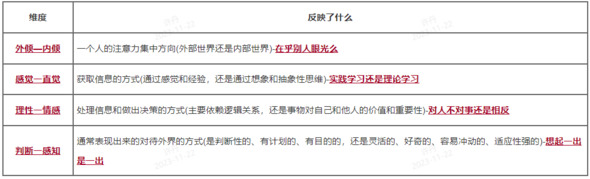 维度 反映了什么
外倾—内倾 一个人的注意力集中方向(外部世界还是内部世界)-在乎别人眼光么
感觉—直觉 获取信息的方式(通过感觉和经验，还是通过想象和抽象性思维)-实践学习还是理论学习
理性—情感 处理信息和做出决策的方式(主要依赖逻辑关系，还是事物对自己和他人的价值和重要性)-对人不对事还是相反
判断—感知 通常表现出来的对待外界的方式(是判断性的、有计划的、有目的的，还是灵活的、好奇的、容易冲动的、适应性强的)-想起一出
是一出